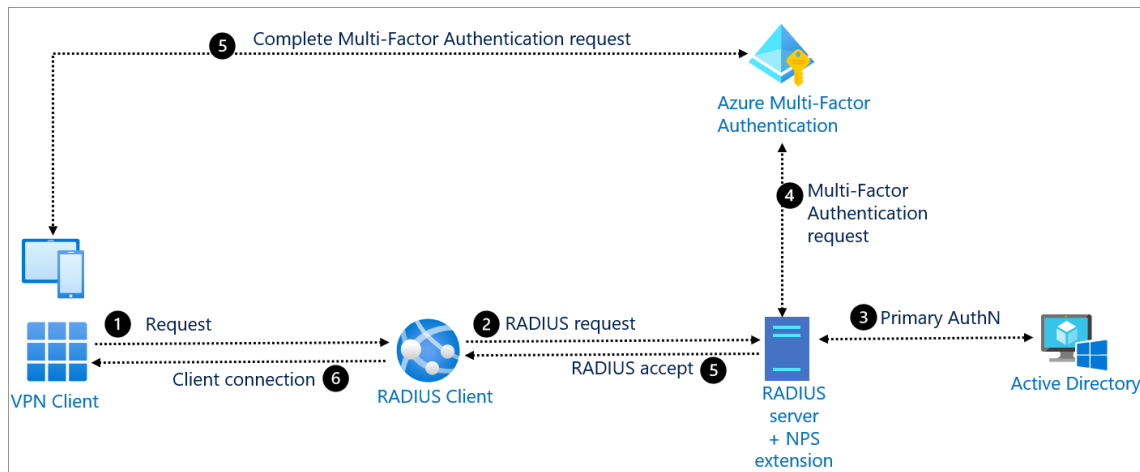 5 Complete Multi-Factor Authentication request
Azure Multi-Factor
Authentication
4 Multi-Factor
Authentication
request
1 Request
2 RADIUS request
3 Primary AuthN
Client connection 6
RADIUS accept 5
VPN Client
RADIUS Client
RADIUS
server
+ NPS
extension
Active Directory